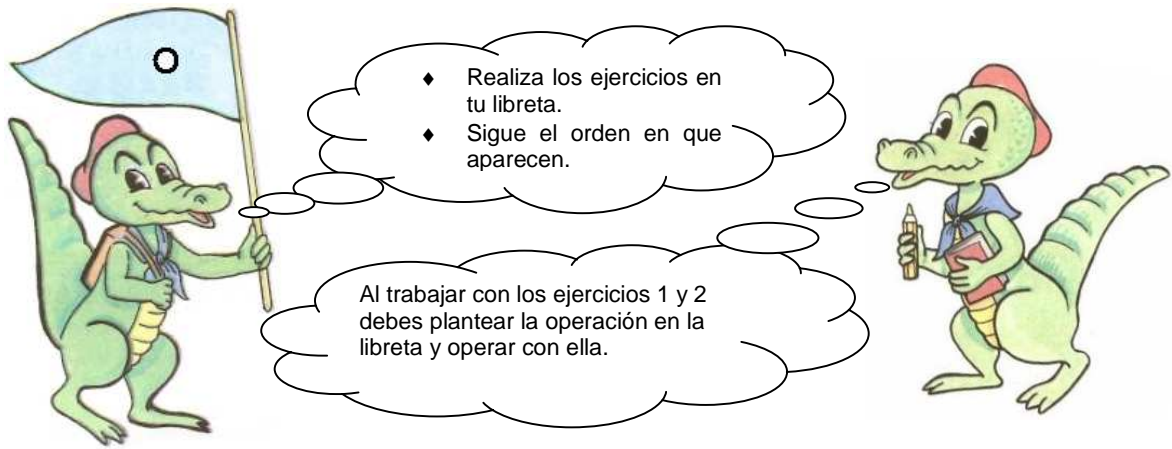 O
♦ Realiza los ejercicios en
tu libreta.
♦ Sigue el orden en que
aparecen.
Al trabajar con los ejercicios 1 y 2
debes plantear la operación en la
libreta y operar con ella.